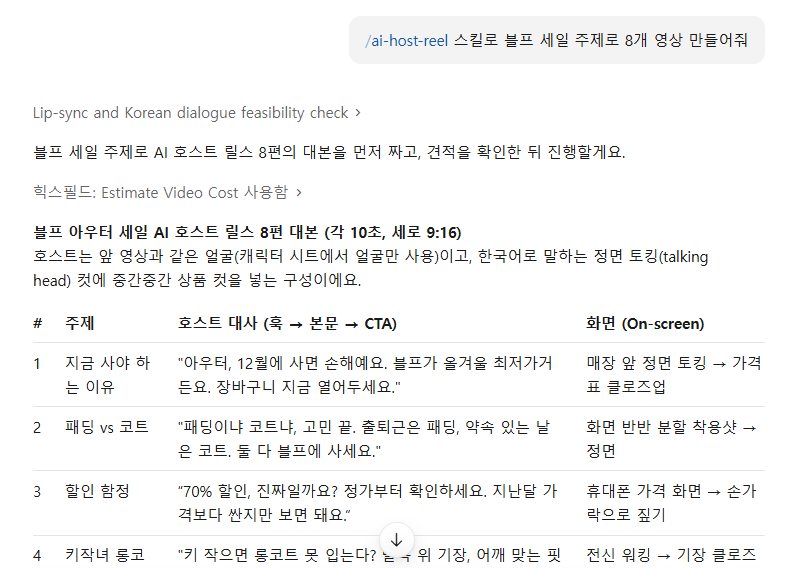 /ai-host-reel 스킬로 블프 세일 주제로 8개 영상 만들어줘
Lip-sync and Korean dialogue feasibility check >
블프 세일 주제로 AI 호스트 릴스 8편의 대본을 먼저 짜고, 견적을 확인한 뒤 진행할게요.
힉스필드: Estimate Video Cost 사용함 >
블프 아우터 세일 AI 호스트 릴스 8편 대본 (각 10초, 세로 9:16)
호스트는 앞 영상과 같은 얼굴(캐릭터 시트에서 얼굴만 사용)이고, 한국어로 말하는 정면 토킹(talking
head) 컷에 중간중간 상품 컷을 넣는 구성이에요.
# 주제 호스트 대사 (훅 → 본문 → CTA) 화면 (On-screen)
1 지금 사야 하 "아우터, 12월에 사면 손해예요. 블프가 올겨울 최저가거 매장 앞 정면 토킹 → 가격
는 이유 든요. 장바구니 지금 열어두세요." 표 클로즈업
2 패딩 vs 코트 "패딩이냐 코트냐, 고민 끝. 출퇴근은 패딩, 약속 있는 날 화면 반반 분할 착용샷 →
은 코트. 둘 다 블프에 사세요." 정면
3 할인 함정 "70% 할인, 진짜일까요? 정가부터 확인하세요. 지난달 가 휴대폰 가격 화면 → 손가
격보다 싼지만 보면 돼요." 락으로 짚기
4 키작녀 롱코 "키 작으면 롱코트 못 입는다? 위 기장, 어깨 맞는 핏 전신 워킹 → 기장 클로즈